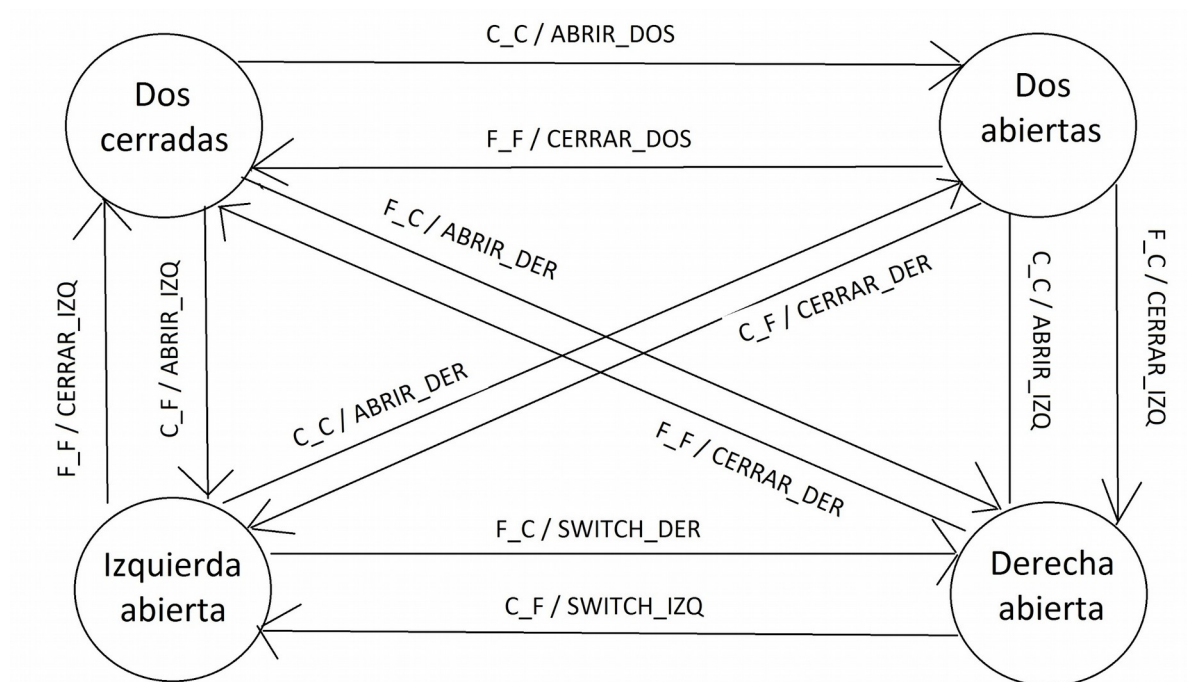 C_C / ABRIR_DOS
Dos
cerradas
Dos
abiertas
F_F / CERRAR_DOS
F_C / ABRIR_DER
C_F / CERRAR_DER
F_F / CERRAR_IZQ
C_F / ABRIR_IZQ
C_C / ABRIR_IZQ
F_C / CERRAR_IZQ
C_C / ABRIR_DER
F_F / CERRAR_DER
F_C / SWITCH_DER
Izquierda
abierta
Derecha
abierta
C_F / SWITCH_IZQ